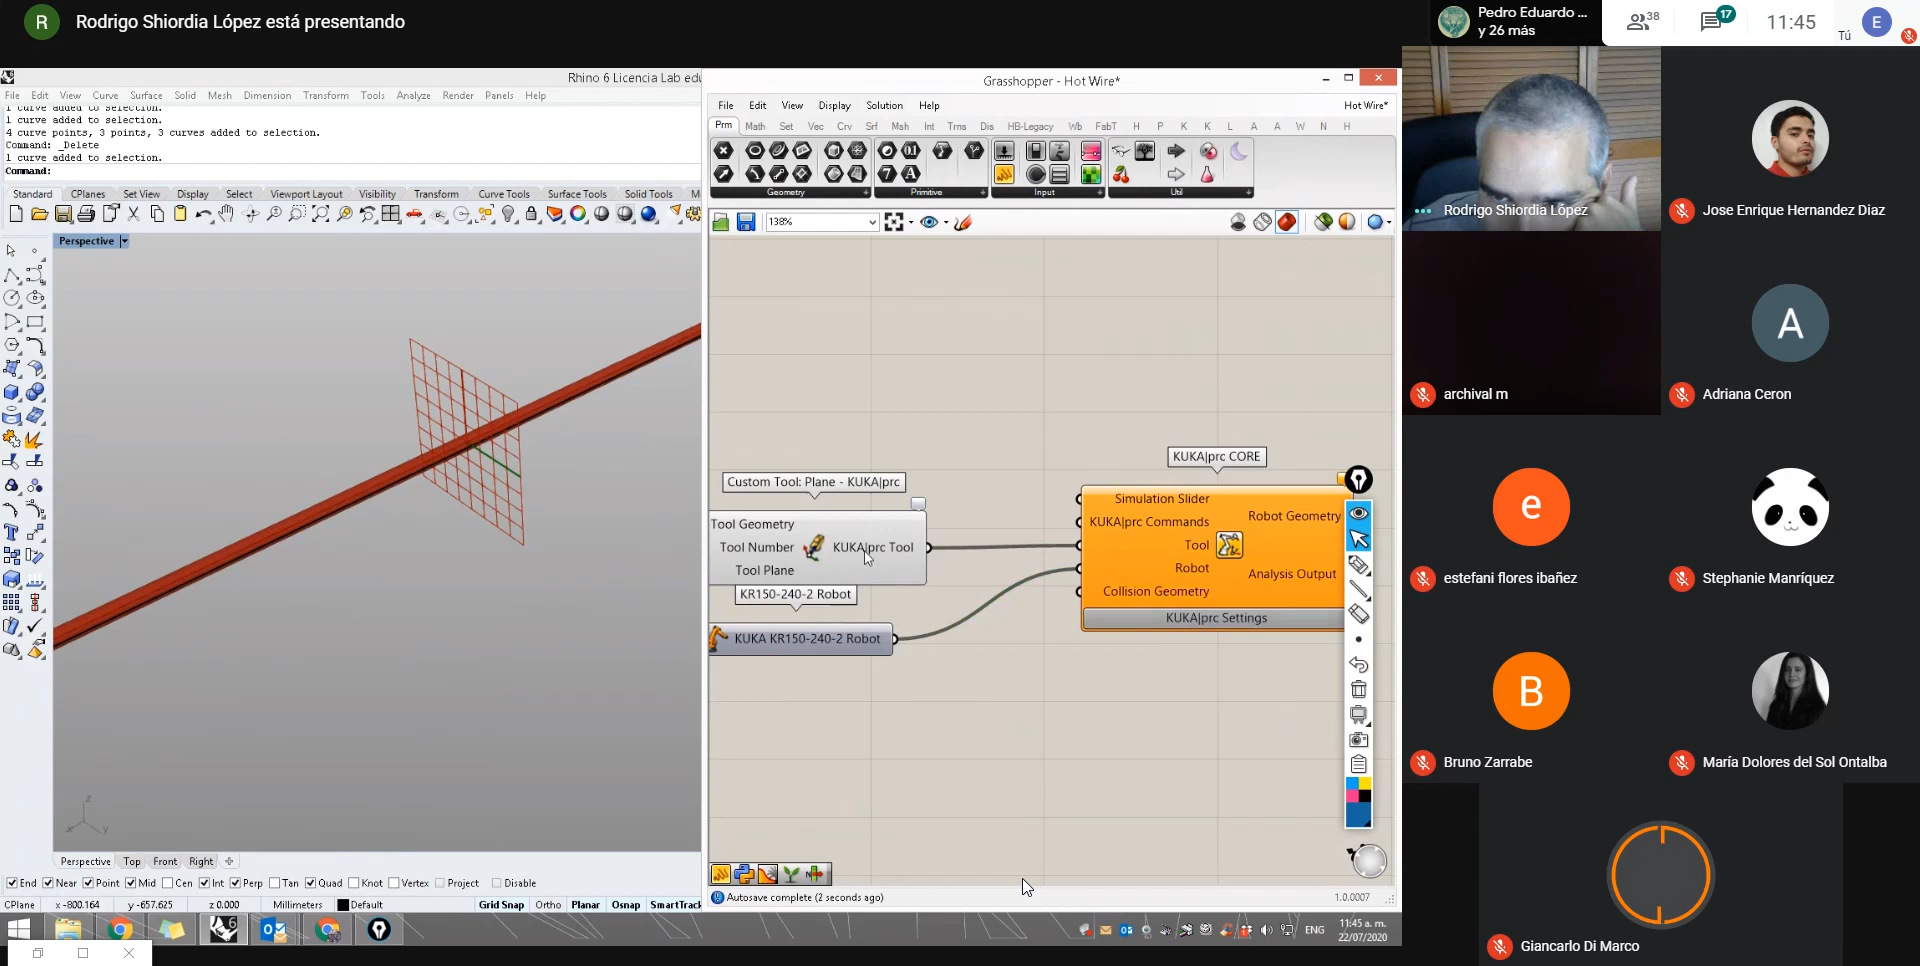 R Rodrigo Shiordia López está presentando
Pedro Eduardo ...
y 26 más
38
17
11:45
Tú
E
Rhino 6 Licencia Lab edu
File Edit View Curve Surface Solid Mesh Dimension Transform Tools Analyze Render Panels Help
1 curve added to selection.
1 curve added to selection.
4 curve points, 3 points, 3 curves added to selection.
Command: _Delete
1 curve added to selection.
Command:
Standard CPlanes Set View Display Select Viewport Layout Visibility Transform Curve Tools Surface Tools Solid Tools M
Perspective
z
x y
Perspective Top Front Right
End Near Point Mid Cen Int Perp Tan Quad Knot Vertex Project Disable
CPlane x -800.164 y -657.625 z 0.000 Millimeters Default Grid Snap Ortho Planar Osnap SmartTrack
Grasshopper - Hot Wire*
File Edit View Display Solution Help Hot Wire*
Prm Math Set Vec Crv Srf Msh Int Trns Dis HB-Legacy Wb FabT H P K K L A A W N H
Geometry Primitive Input Util
138%
KUKA|prc CORE
Custom Tool: Plane - KUKA|prc
Tool Geometry
Tool Number
Tool Plane
KUKA|prc Tool
KR150-240-2 Robot
KUKA KR150-240-2 Robot
Simulation Slider
KUKA|prc Commands
Tool
Robot
Collision Geometry
Robot Geometry
Analysis Output
KUKA|prc Settings
Autosave complete (2 seconds ago)
1.0.0007
ENG
11:45 a. m.
22/07/2020
Rodrigo Shiordia López
Jose Enrique Hernandez Diaz
archival m
A
Adriana Ceron
e
estefani flores ibañez
Stephanie Manríquez
B
Bruno Zarrabe
María Dolores del Sol Ontalba
Giancarlo Di Marco